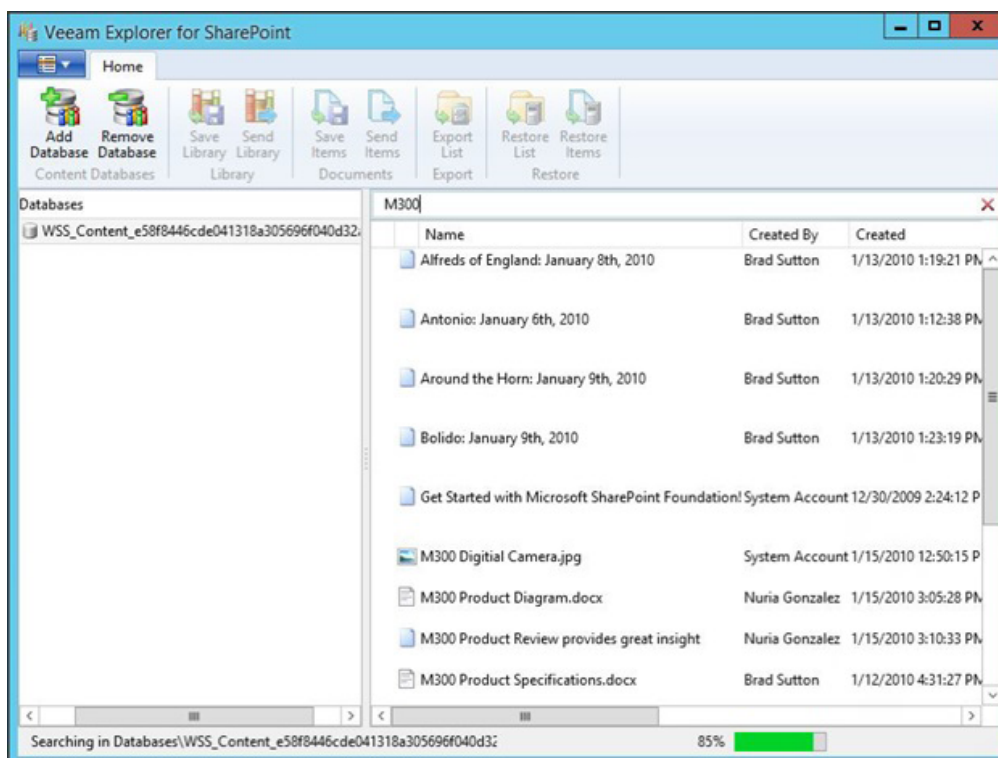 Veeam Explorer for SharePoint
Home
Add Database
Remove Database
Save Library
Send Library
Save Items
Send Items
Export List
Restore List
Restore Items
Content Databases
Library
Documents
Export
Restore
Databases
M300
WSS_Content_e58f8446cde041318a305696f040d32
Name Created By Created
Alfreds of England: January 8th, 2010 Brad Sutton 1/13/2010 1:19:21 PM
Antonio: January 6th, 2010 Brad Sutton 1/13/2010 1:12:38 PM
Around the Horn: January 9th, 2010 Brad Sutton 1/13/2010 1:20:29 PM
Bolido: January 9th, 2010 Brad Sutton 1/13/2010 1:23:19 PM
Get Started with Microsoft SharePoint Foundation! System Account 12/30/2009 2:24:12 P
M300 Digitial Camera.jpg System Account 1/15/2010 12:50:15 P
M300 Product Diagram.docx Nuria Gonzalez 1/15/2010 3:05:28 PM
M300 Product Review provides great insight Nuria Gonzalez 1/15/2010 3:10:33 PM
M300 Product Specifications.docx Brad Sutton 1/12/2010 4:31:27 PM
Searching in Databases\WSS_Content_e58f8446cde041318a305696f040d32 85%